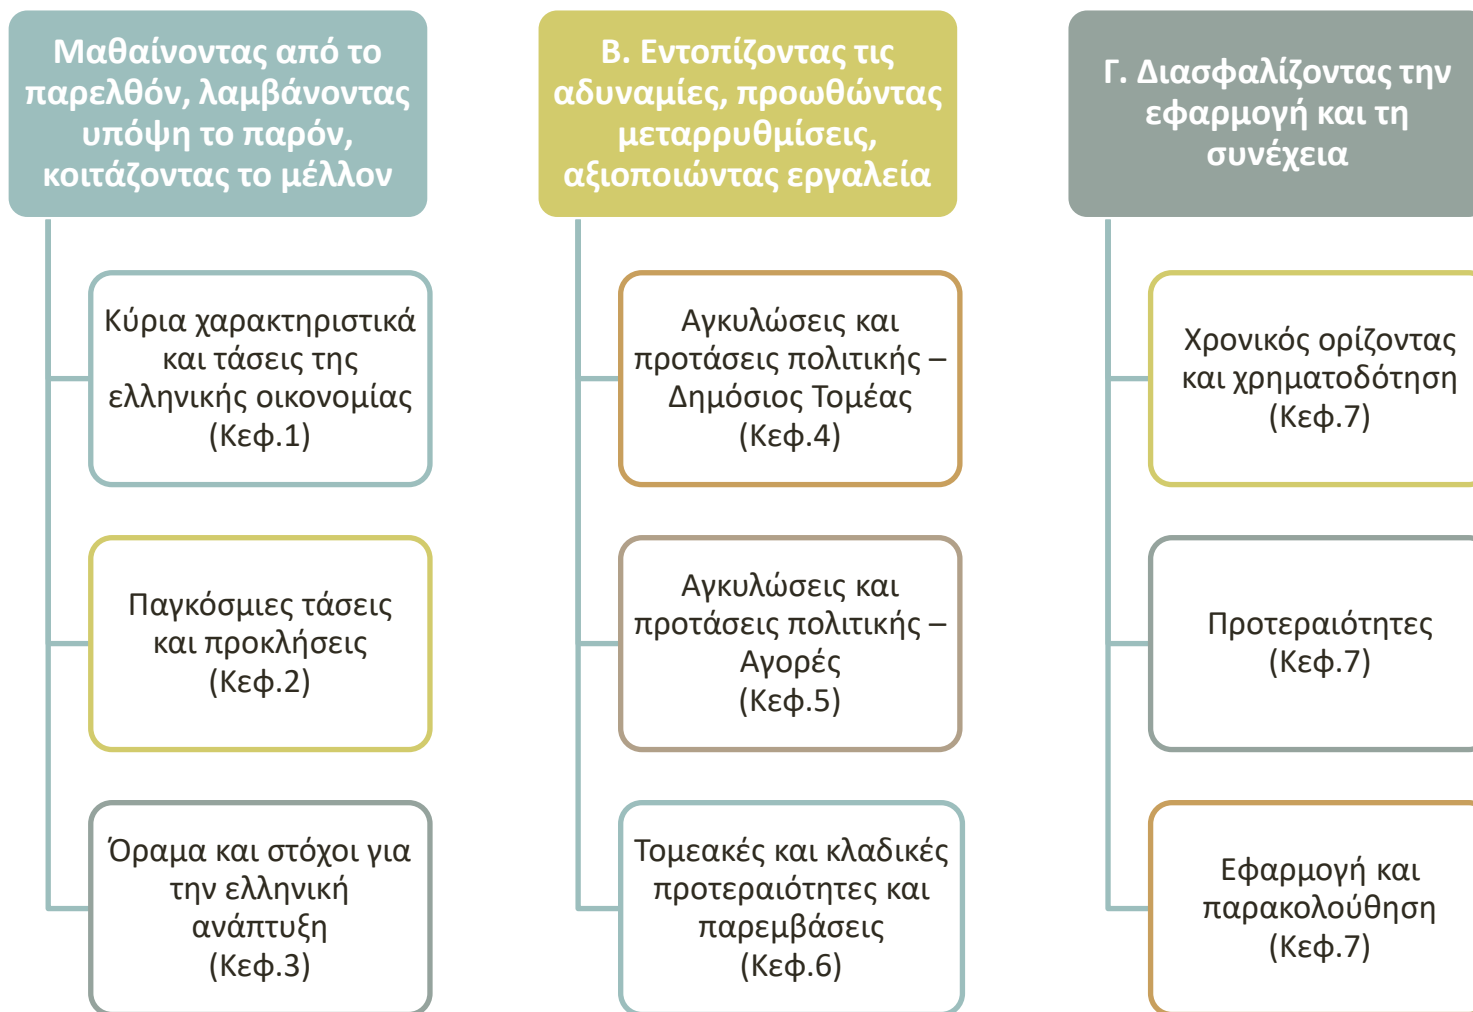 Μαθαίνοντας από το
παρελθόν, λαμβάνοντας
υπόψη το παρόν,
κοιτάζοντας το μέλλον
Κύρια χαρακτηριστικά
και τάσεις της
ελληνικής οικονομίας
(Κεφ.1)
Παγκόσμιες τάσεις
και προκλήσεις
(Κεφ.2)
Όραμα και στόχοι για
την ελληνική
ανάπτυξη
(Κεφ.3)
Β. Εντοπίζοντας τις
αδυναμίες, προωθώντας
μεταρρυθμίσεις,
αξιοποιώντας εργαλεία
Αγκυλώσεις και
προτάσεις πολιτικής –
Δημόσιος Τομέας
(Κεφ.4)
Αγκυλώσεις και
προτάσεις πολιτικής –
Αγορές
(Κεφ.5)
Τομεακές και κλαδικές
προτεραιότητες και
παρεμβάσεις
(Κεφ.6)
Γ. Διασφαλίζοντας την
εφαρμογή και τη
συνέχεια
Χρονικός ορίζοντας
και χρηματοδότηση
(Κεφ.7)
Προτεραιότητες
(Κεφ.7)
Εφαρμογή και
παρακολούθηση
(Κεφ.7)